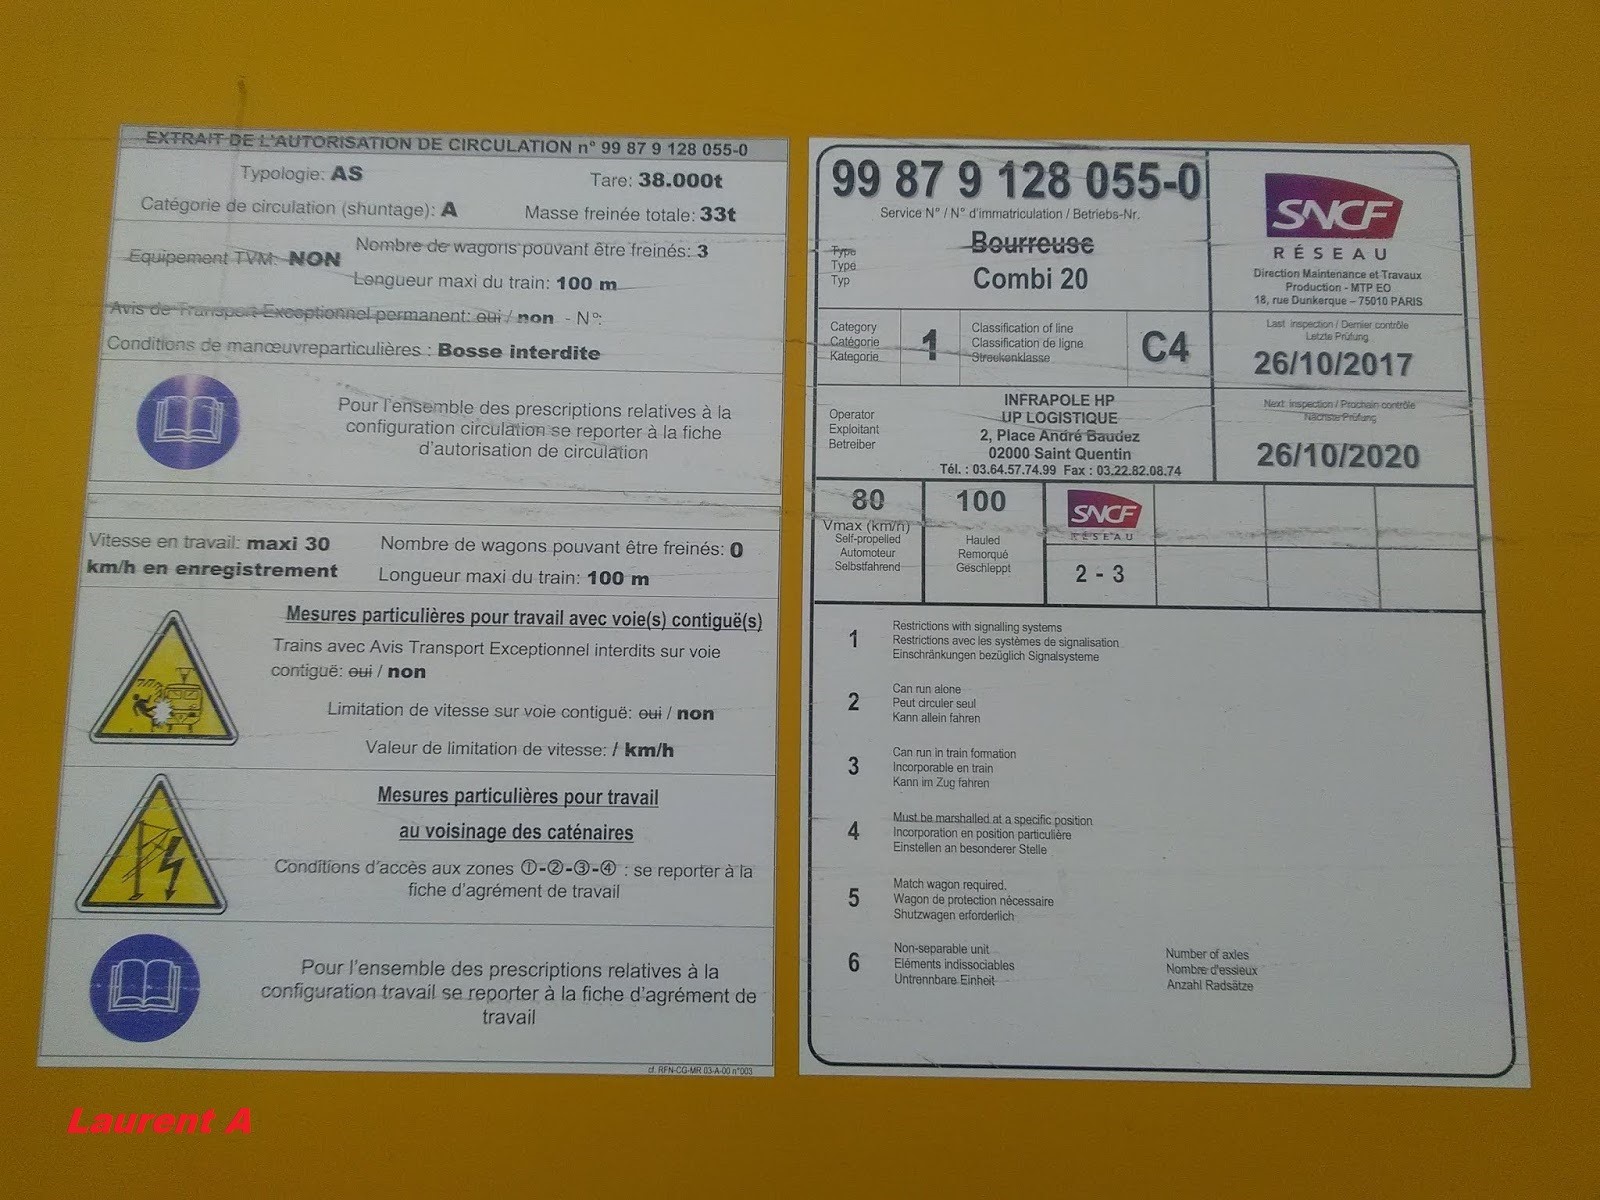 EXTRAIT DE L'AUTORISATION DE CIRCULATION n° 99 87 9 128 055-0
Typologie: AS
Tare: 38.000t
Catégorie de circulation (shuntage): A
Masse freinée totale: 33t
Equipement TVM: NON
Nombre de wagons pouvant être freinés: 3
Longueur maxi du train: 100 m
Avis de Transport Exceptionnel permanent: oui / non - N°:
Conditions de manœuvreparticulières : Bosse interdite
Pour l'ensemble des prescriptions relatives à la
configuration circulation se reporter à la fiche
d'autorisation de circulation
Vitesse en travail: maxi 30
km/h en enregistrement
Nombre de wagons pouvant être freinés: 0
Longueur maxi du train: 100 m
Mesures particulières pour travail avec voie(s) contiguë(s)
Trains avec Avis Transport Exceptionnel interdits sur voie
contiguë: oui / non
Limitation de vitesse sur voie contiguë: oui / non
Valeur de limitation de vitesse: / km/h
Mesures particulières pour travail
au voisinage des caténaires
Conditions d'accès aux zones ①-②-③-④ : se reporter à la
fiche d'agrément de travail
Pour l'ensemble des prescriptions relatives à la
configuration travail se reporter à la fiche d'agrément de
travail
cf. RFN-CG-MR 03-A-00 n°003
99 87 9 128 055-0
Service N° / N° d'immatriculation / Betriebs-Nr.
Type
Type
Typ
Bourreuse
Combi 20
SNCF
RÉSEAU
Direction Maintenance et Travaux
Production - MTP EO
18, rue Dunkerque – 75010 PARIS
Category
Catégorie
Kategorie
1
Classification of line
Classification de ligne
Streckenklasse
C4
Last inspection / Dernier contrôle
Letzte Prüfung
26/10/2017
Operator
Exploitant
Betreiber
INFRAPOLE HP
UP LOGISTIQUE
2, Place André Baudez
02000 Saint Quentin
Tél. : 03.64.57.74.99 Fax : 03.22.82.08.74
Next inspection / Prochain contrôle
Nächste Prüfung
26/10/2020
80
Vmax (km/h)
Self-propelled
Automoteur
Selbstfahrend
100
Hauled
Remorqué
Geschleppt
SNCF
RÉSEAU
2 - 3
1
Restrictions with signalling systems
Restrictions avec les systèmes de signalisation
Einschränkungen bezüglich Signalsysteme
2
Can run alone
Peut circuler seul
Kann allein fahren
3
Can run in train formation
Incorporable en train
Kann im Zug fahren
4
Must be marshalled at a specific position
Incorporation en position particulière
Einstellen an besonderer Stelle
5
Match wagon required.
Wagon de protection nècessaire
Shutzwagen erforderlich
6
Non-separable unit
Eléments indissociables
Untrennbare Einheit
Number of axles
Nombre d'essieux
Anzahl Radsätze
Laurent A